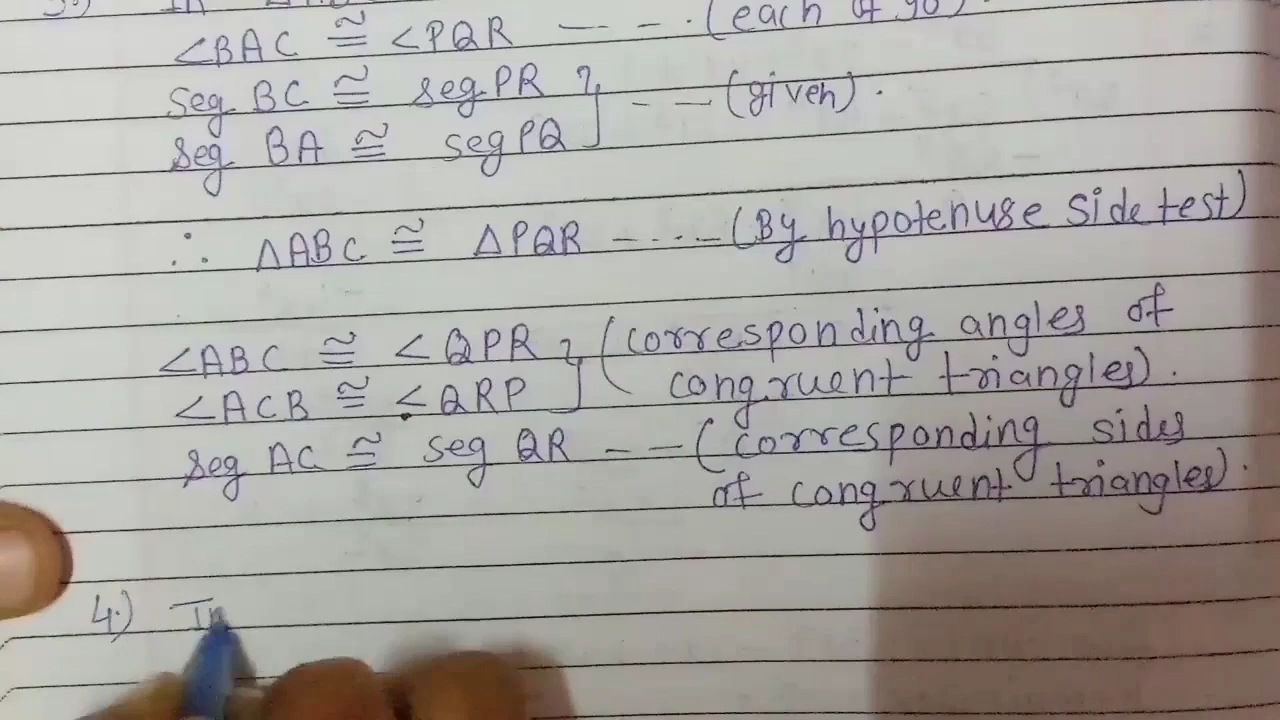 ∠BAC ≅ ∠PQR --- (each of 90°)
seg BC ≅ seg PR } --- (given).
seg BA ≅ seg PQ
∴ △ABC ≅ △PQR ---- (By hypotenuse side test)
∠ABC ≅ ∠QPR } (corresponding angles of
∠ACB ≅ ∠QRP congruent triangles).
seg AC ≅ seg QR -- (corresponding sides
of congruent triangles).
4.) In